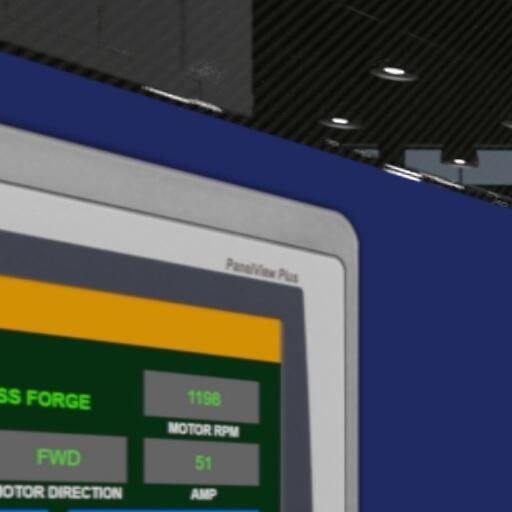 PanelView Plus
SS FORGE
1198
MOTOR RPM
FWD
51
MOTOR DIRECTION
AMP